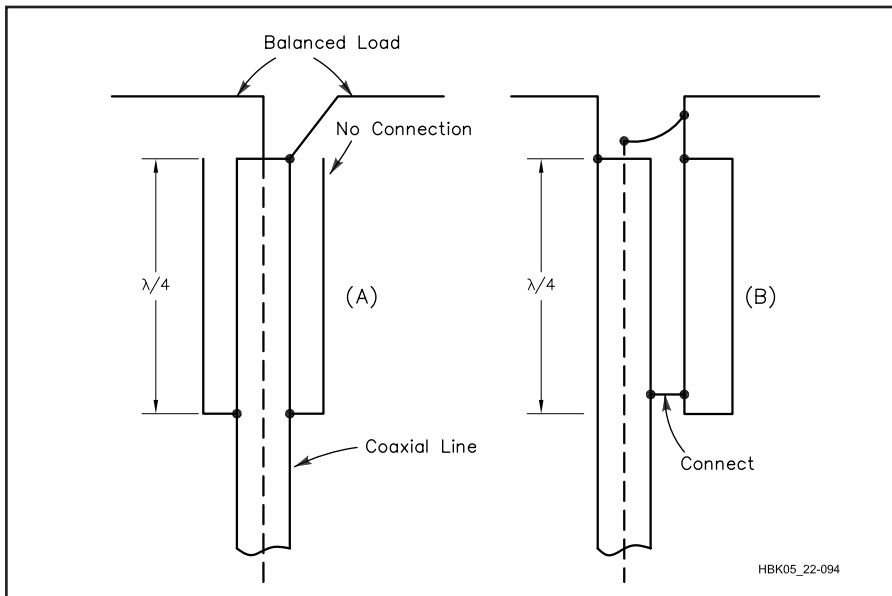 Balanced Load
No Connection
λ/4
(A)
λ/4
(B)
Coaxial Line
Connect
HBK05_22-094